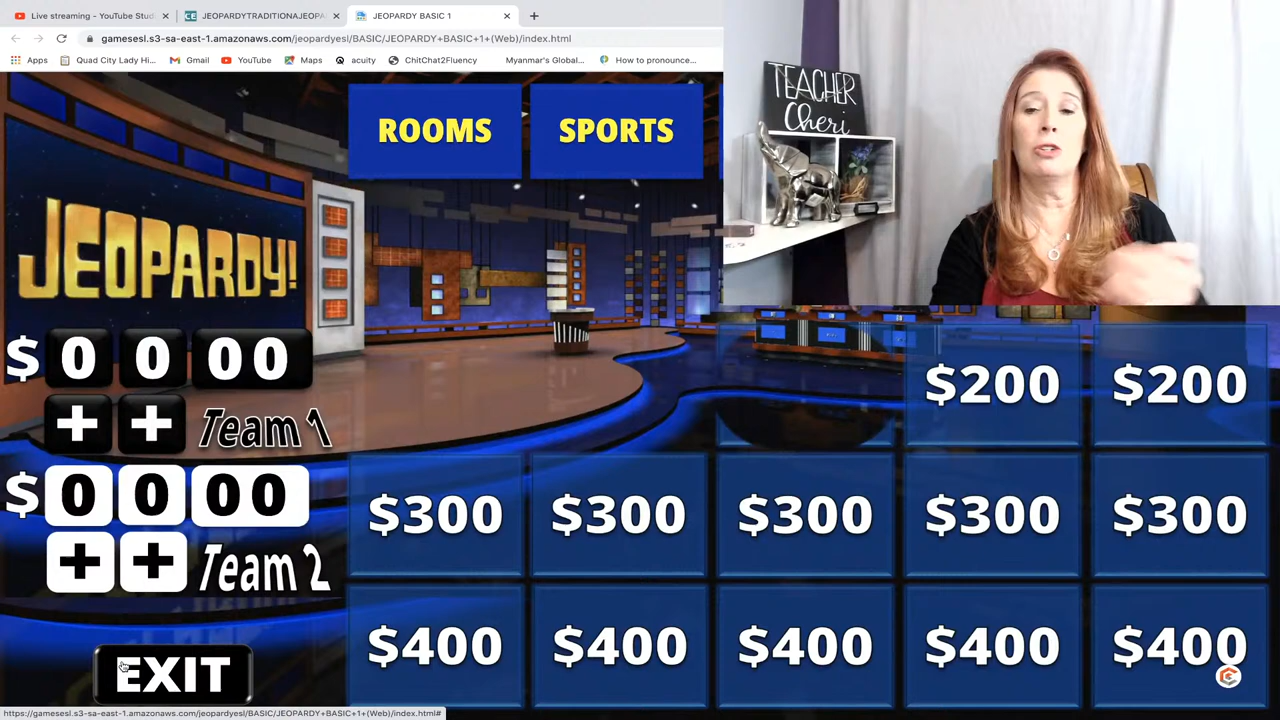 Live streaming - YouTube Stud
JEOPARDYTRADITIONAJEOPA
JEOPARDY BASIC 1
gamesesl.s3-sa-east-1.amazonaws.com/jeopardyesl/BASIC/JEOPARDY+BASIC+1+(Web)/index.html
Apps
Quad City Lady Hi...
Gmail
YouTube
Maps
acuity
ChitChat2Fluency
Myanmar's Global...
How to pronounce...
TEACHER
Cheri
ROOMS
SPORTS
JEOPARDY!
$ 0 0 00
+ + Team 1
$200 $200
$ 0 0 00
+ + Team 2
$300 $300 $300 $300 $300
$400 $400 $400 $400 $400
EXIT
https://gamesesl.s3-sa-east-1.amazonaws.com/jeopardyesl/BASIC/JEOPARDY+BASIC+1+(Web)/index.html#